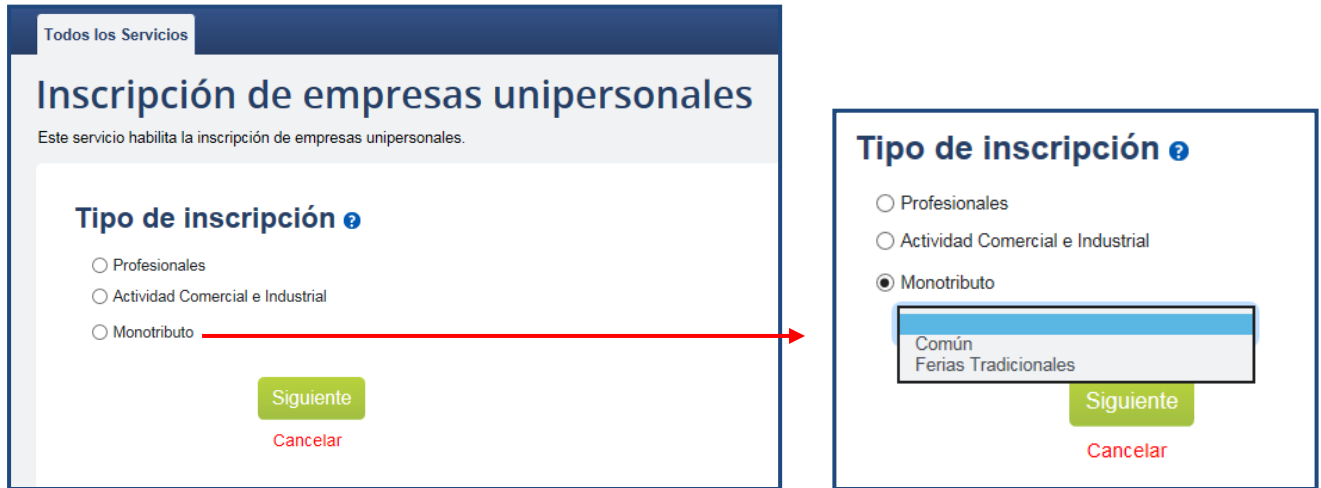 Todos los Servicios
Inscripción de empresas unipersonales
Este servicio habilita la inscripción de empresas unipersonales.
Tipo de inscripción ?
Profesionales
Actividad Comercial e Industrial
Monotributo
Siguiente
Cancelar
Tipo de inscripción ?
Profesionales
Actividad Comercial e Industrial
Monotributo
Común
Ferias Tradicionales
Siguiente
Cancelar